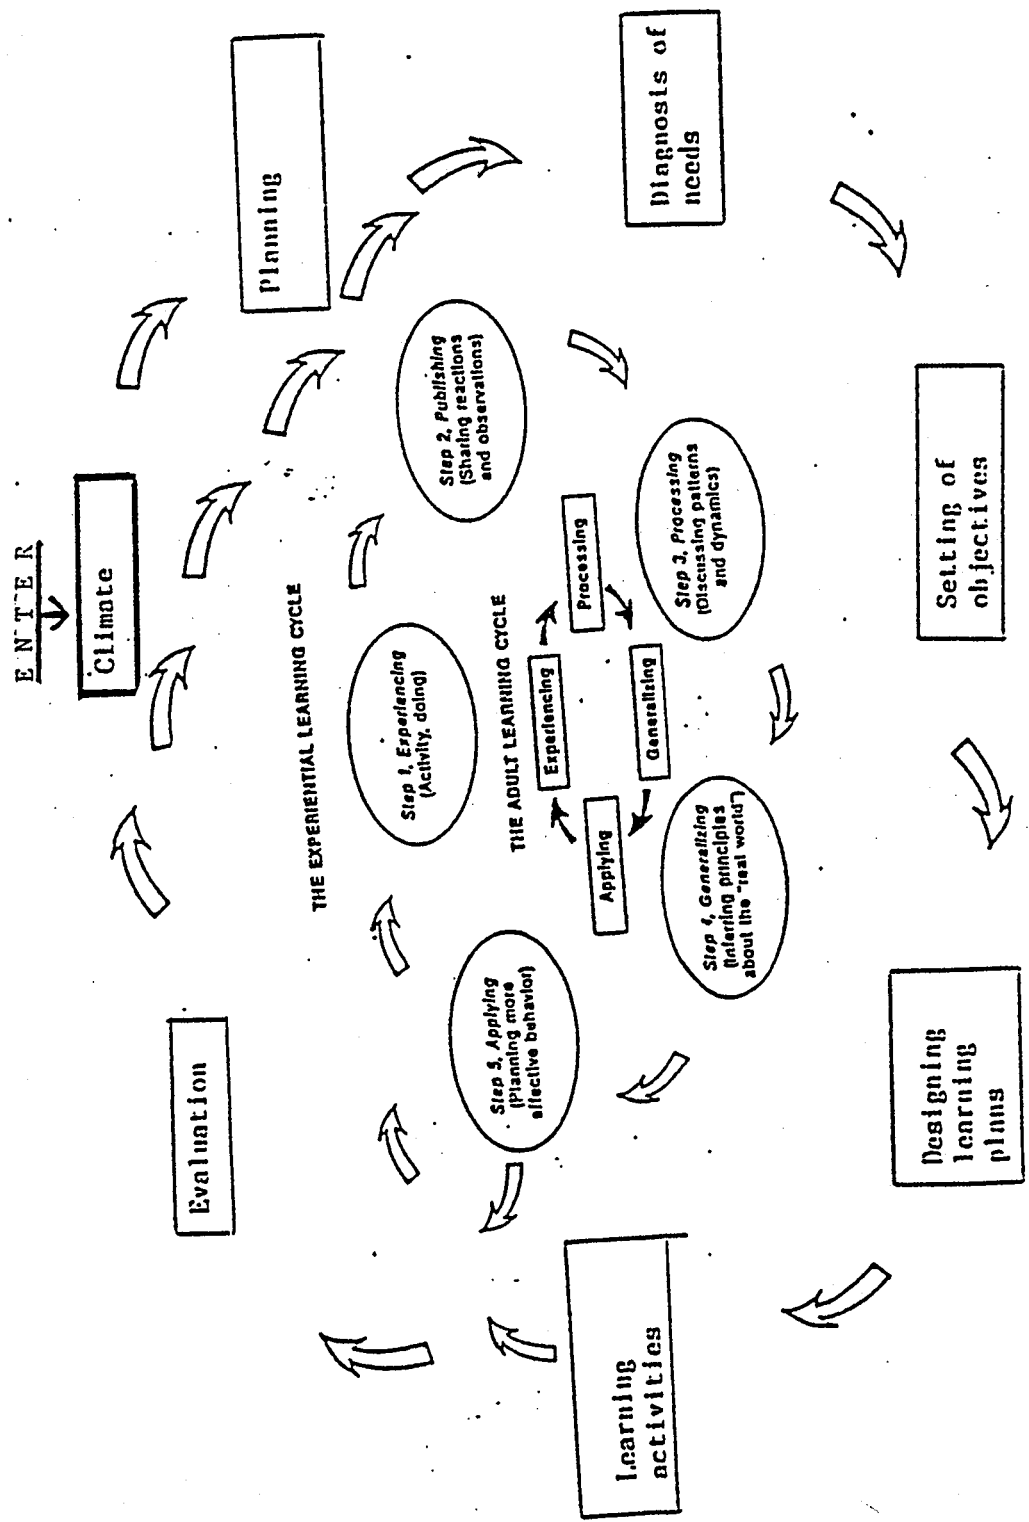 E N T E R
Climate
Planning
Diagnosis of
needs
Setting of
objectives
Designing
learning
plans
Learning
activities
Evaluation
THE EXPERIENTIAL LEARNING CYCLE
Step 1, Experiencing
(Activity, doing)
Step 2, Publishing
(Sharing reactions
and observations)
Step 3, Processing
(Discussing patterns
and dynamics)
Step 4, Generalizing
(Inferring principles
about the "real world")
Step 5, Applying
(Planning more
effective behavior)
THE ADULT LEARNING CYCLE
Experiencing
Processing
Generalizing
Applying